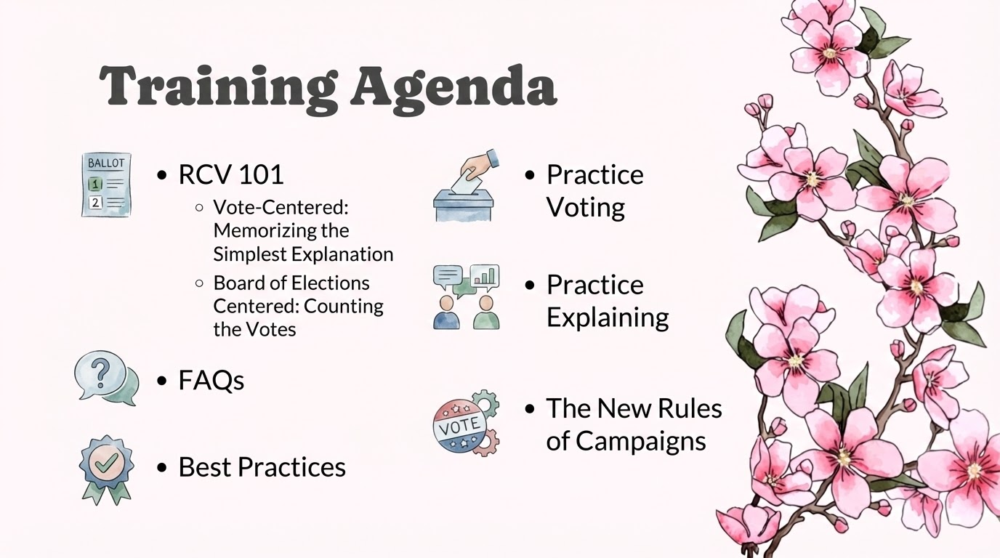 Training Agenda
BALLOT
1
2
• RCV 101
○ Vote-Centered:
Memorizing the
Simplest Explanation
○ Board of Elections
Centered: Counting
the Votes
?
• FAQs
• Best Practices
• Practice
Voting
• Practice
Explaining
VOTE
• The New Rules
of Campaigns